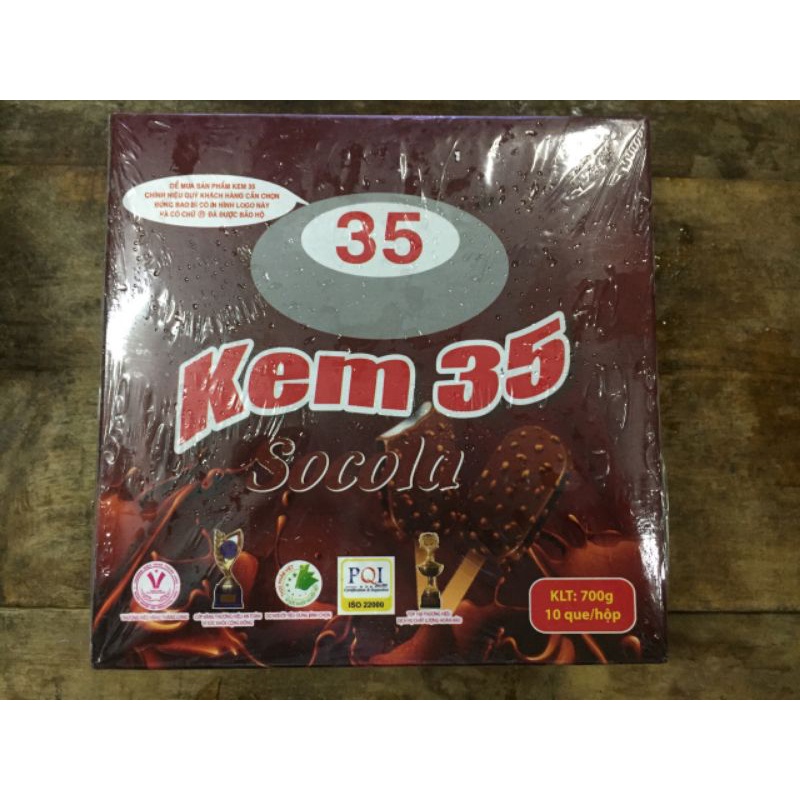 ĐỂ MUA SẢN PHẨM KEM 35
CHÍNH HIỆU QUÝ KHÁCH HÀNG CẦN CHỌN
ĐÚNG BAO BÌ CÓ IN HÌNH LOGO NÀY
VÀ CÓ CHỮ ® ĐÃ ĐƯỢC BẢO HỘ
35
Kem 35
Socola
PQI
ISO 22000
KLT: 700g
10 que/hộp